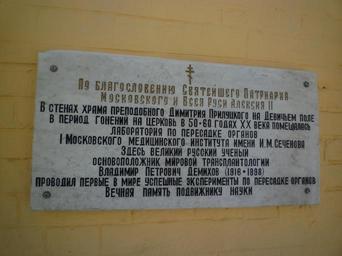 По благословению Святейшего Патриарха
Московского и Всея Руси Алексия II
В стенах храма преподобного Димитрия Прилуцкого на Девичьем поле
в период гонений на церковь в 50-60 годах XX века помещалась
лаборатория по пересадке органов
I Московского медицинского института имени И.М.Сеченова
Здесь великий русский ученый
основоположник мировой трансплантологии
Владимир Петрович Демихов (1916-1998)
проводил первые в мире успешные эксперименты по пересадке органов
Вечная память подвижнику науки